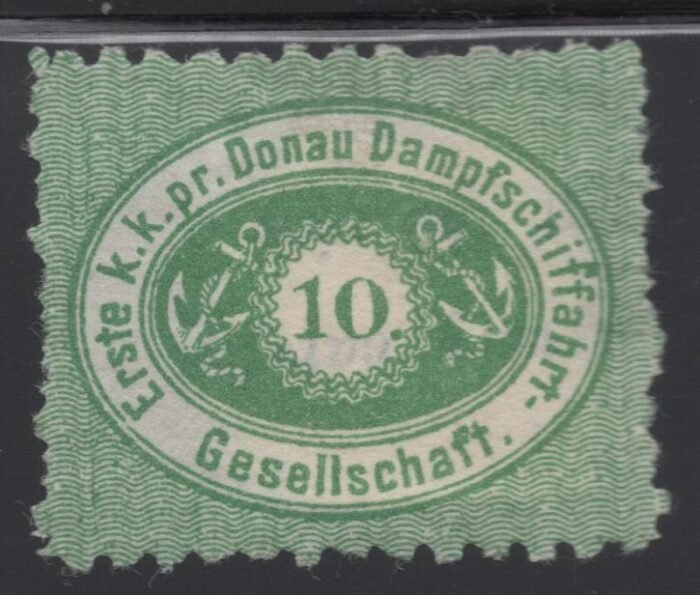 Erste k.k.pr. Donau Dampfschiffahrt-
Gesellschaft.
10.